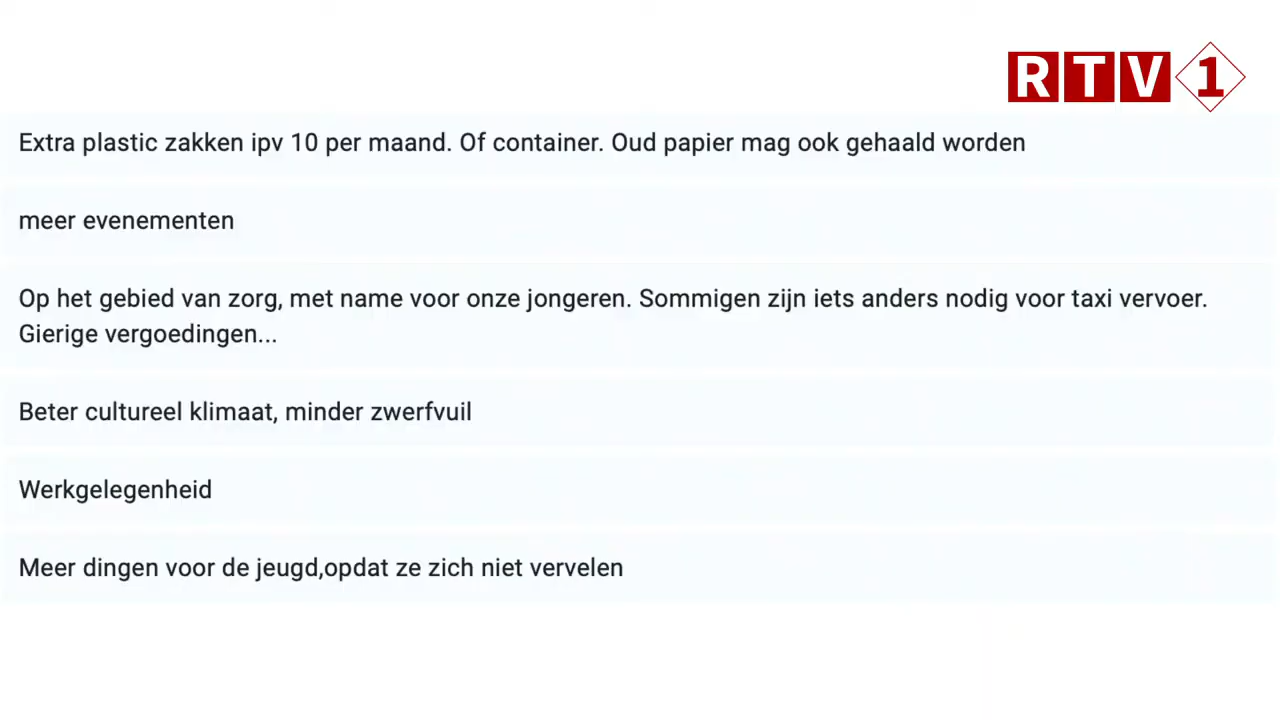 RTV1
Extra plastic zakken ipv 10 per maand. Of container. Oud papier mag ook gehaald worden
meer evenementen
Op het gebied van zorg, met name voor onze jongeren. Sommigen zijn iets anders nodig voor taxi vervoer.
Gierige vergoedingen...
Beter cultureel klimaat, minder zwerfvuil
Werkgelegenheid
Meer dingen voor de jeugd,opdat ze zich niet vervelen